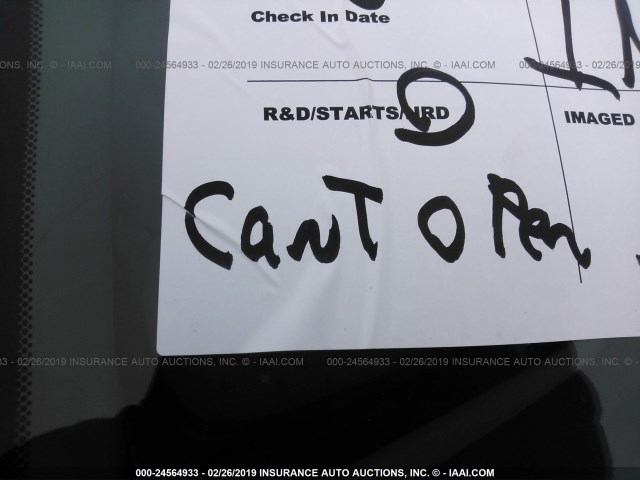 Check In Date
000-24564933 - 02/26/2019 INSURANCE AUTO AUCTIONS, INC. © - IAAI.COM
R&D/STARTS/IRD
IMAGED
CanT OPen
000-24564933 - 02/26/2019 INSURANCE AUTO AUCTIONS, INC. © - IAAI.COM
000-24564933 - 02/26/2019 INSURANCE AUTO AUCTIONS, INC. © - IAAI.COM